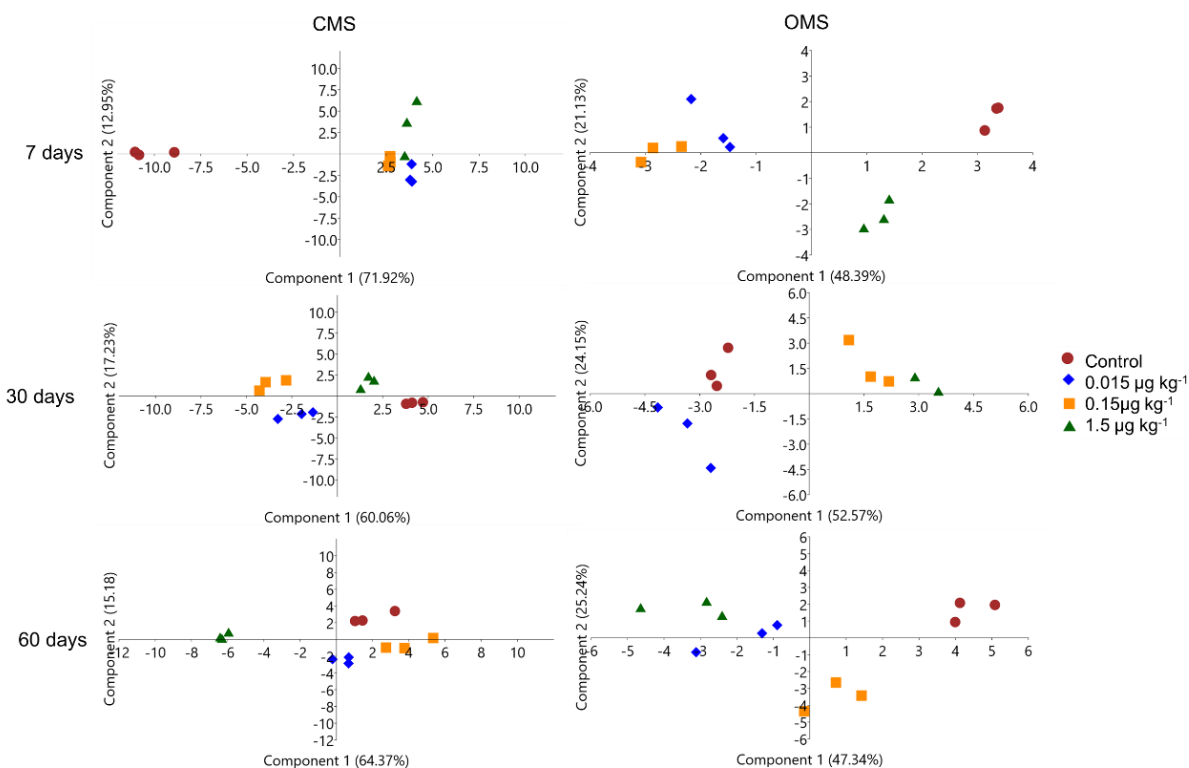 CMS
OMS
7 days
Component 2 (12.95%)
10.0
7.5
5.0
2.5
-10.0 -7.5 -5.0 -2.5 2.5 5.0 7.5 10.0
-2.5
-5.0
-7.5
-10.0
Component 1 (71.92%)
Component 2 (21.13%)
4
3
2
1
-4 -3 -2 -1 1 2 3 4
-1
-2
-3
-4
Component 1 (48.39%)
30 days
Component 2 (17.23%)
10.0
7.5
5.0
2.5
-10.0 -7.5 -5.0 -2.5 2.5 5.0 7.5 10.0
-2.5
-5.0
-7.5
-10.0
Component 1 (60.06%)
Component 2 (24.15%)
6.0
4.5
3.0
1.5
-4.5 -3.0 -1.5 1.5 3.0 4.5 6.0
-1.5
-3.0
-4.5
-6.0
Component 1 (52.57%)
Control
0.015 µg kg-1
0.15µg kg-1
1.5 µg kg-1
60 days
Component 2 (15.18)
10
8
6
4
2
12 -10 -8 -6 -4 -2 2 4 6 8 10
-2
-4
-6
-8
-10
-12
Component 1 (64.37%)
Component 2 (25.24%)
6
5
4
3
2
1
-6 -5 -4 -3 -2 -1 1 2 3 4 5 6
-1
-2
-3
-4
-5
-6
Component 1 (47.34%)